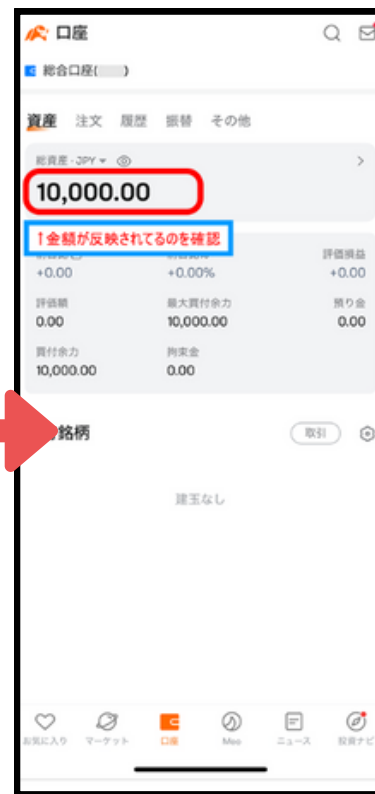 口座
総合口座( )
資産 注文 履歴 振替 その他
総資産・JPY
10,000.00
↑金額が反映されてるのを確認
評価損益
+0.00 +0.00% +0.00
評価額 最大買付余力 預り金
0.00 10,000.00 0.00
買付余力 拘束金
10,000.00 0.00
銘柄 取引
建玉なし
お気に入り マーケット 口座 Moo ニュース 投資ナビ